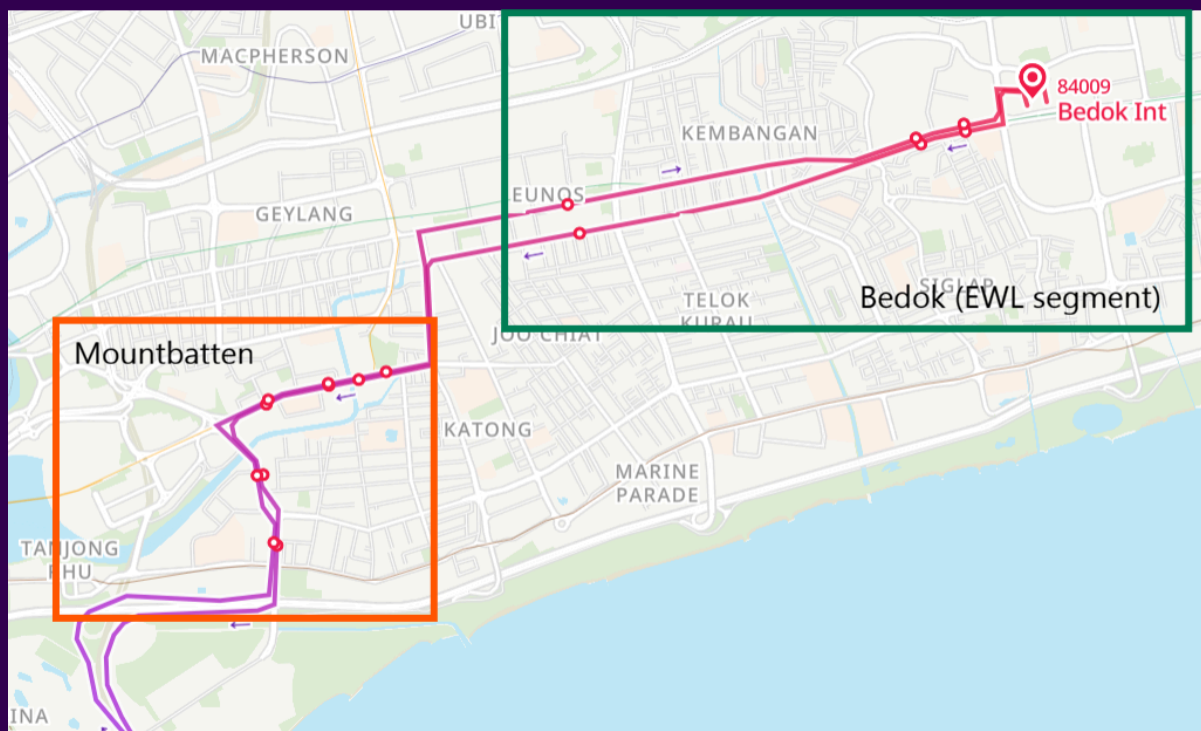 UBI
MACPHERSON
84009
Bedok Int
KEMBANGAN
EUNOS
GEYLANG
SIGLAP
Bedok (EWL segment)
TELOK
KURAU
JOO CHIAT
Mountbatten
KATONG
MARINE
PARADE
TANJONG
RHU
INA